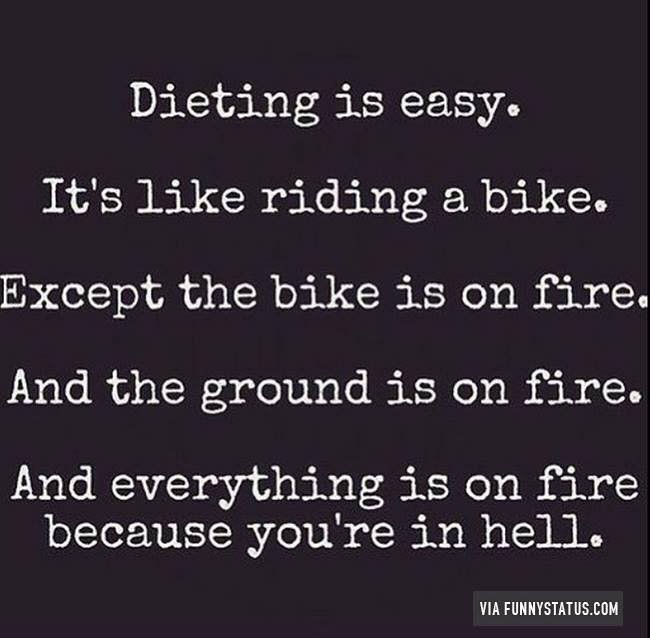 Dieting is easy.
It's like riding a bike.
Except the bike is on fire.
And the ground is on fire.
And everything is on fire
because you're in hell.
VIA FUNNYSTATUS.COM